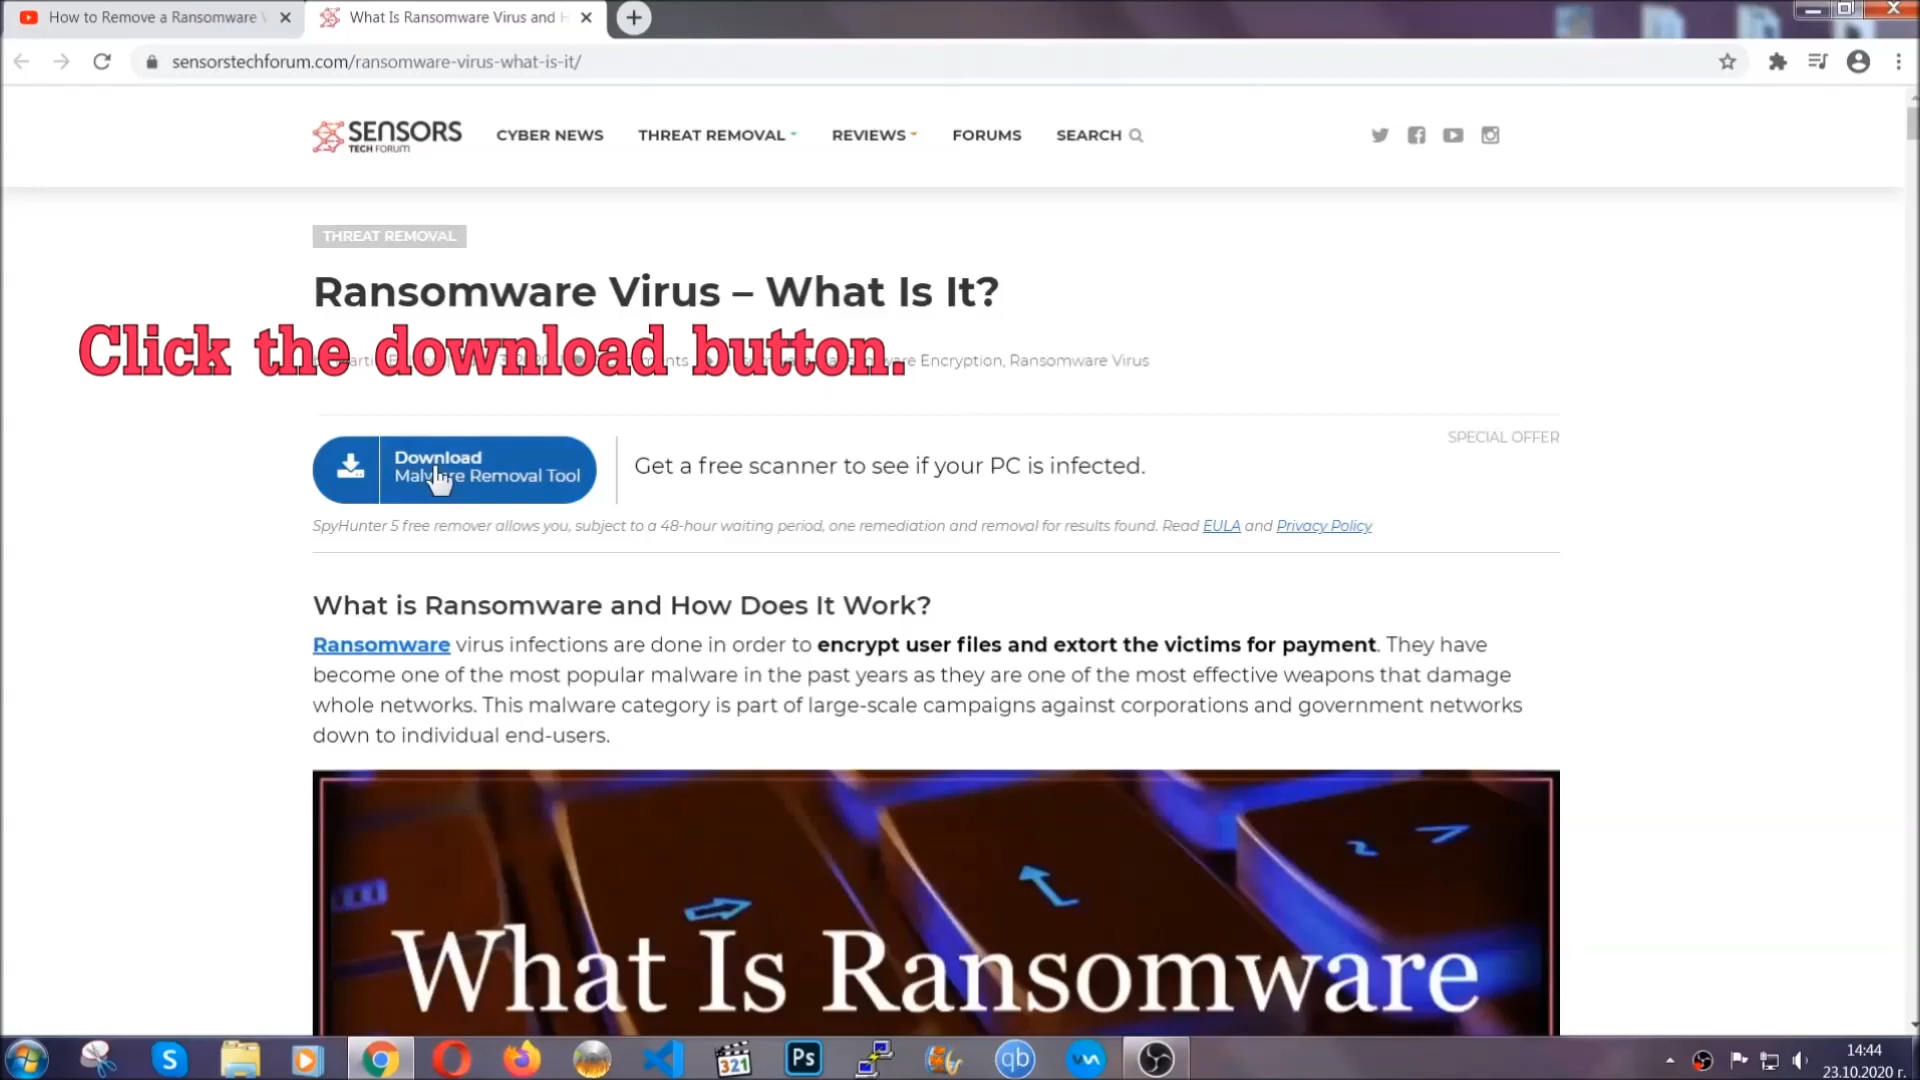 How to Remove a Ransomware
What Is Ransomware Virus and H
sensorstechforum.com/ransomware-virus-what-is-it/
SENSORS
TECH FORUM
CYBER NEWS
THREAT REMOVAL
REVIEWS
FORUMS
SEARCH
THREAT REMOVAL
Ransomware Virus – What Is It?
Click the download button.
Encryption, Ransomware Virus
SPECIAL OFFER
Download
Malware Removal Tool
Get a free scanner to see if your PC is infected.
SpyHunter 5 free remover allows you, subject to a 48-hour waiting period, one remediation and removal for results found. Read EULA and Privacy Policy
What is Ransomware and How Does It Work?
Ransomware virus infections are done in order to encrypt user files and extort the victims for payment. They have
become one of the most popular malware in the past years as they are one of the most effective weapons that damage
whole networks. This malware category is part of large-scale campaigns against corporations and government networks
down to individual end-users.
What Is Ransomware
S
321
Ps
qb
14:44
23.10.2020 г.